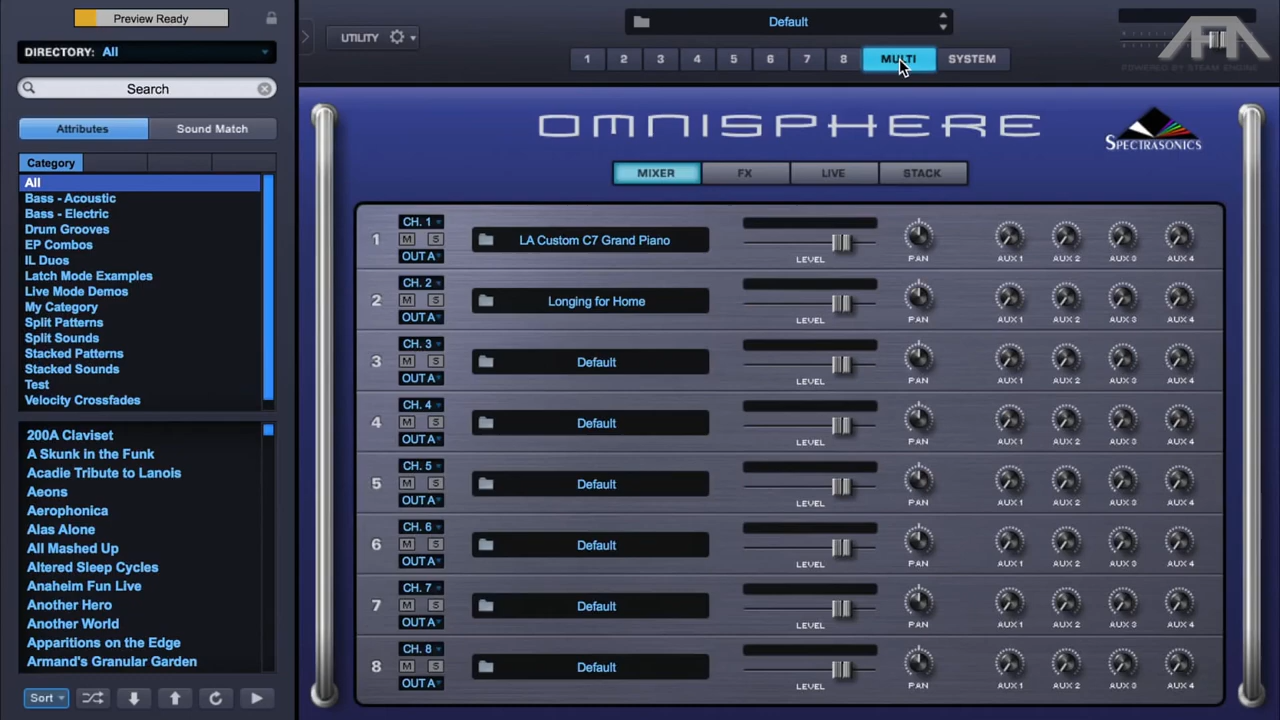 Preview Ready
DIRECTORY: All
Search
Attributes
Sound Match
Category
All
Bass - Acoustic
Bass - Electric
Drum Grooves
EP Combos
IL Duos
Latch Mode Examples
Live Mode Demos
My Category
Split Patterns
Split Sounds
Stacked Patterns
Stacked Sounds
Test
Velocity Crossfades
200A Claviset
A Skunk in the Funk
Acadie Tribute to Lanois
Aeons
Aerophonica
Alas Alone
All Mashed Up
Altered Sleep Cycles
Anaheim Fun Live
Another Hero
Another World
Apparitions on the Edge
Armand's Granular Garden
Sort
UTILITY
Default
1 2 3 4 5 6 7 8 MULTI SYSTEM
POWERED BY STEAM ENGINE
OMNISPHERE
SPECTRASONICS
MIXER FX LIVE STACK
1 CH. 1 M S OUT A LA Custom C7 Grand Piano LEVEL PAN AUX 1 AUX 2 AUX 3 AUX 4
2 CH. 2 M S OUT A Longing for Home LEVEL PAN AUX 1 AUX 2 AUX 3 AUX 4
3 CH. 3 M S OUT A Default LEVEL PAN AUX 1 AUX 2 AUX 3 AUX 4
4 CH. 4 M S OUT A Default LEVEL PAN AUX 1 AUX 2 AUX 3 AUX 4
5 CH. 5 M S OUT A Default LEVEL PAN AUX 1 AUX 2 AUX 3 AUX 4
6 CH. 6 M S OUT A Default LEVEL PAN AUX 1 AUX 2 AUX 3 AUX 4
7 CH. 7 M S OUT A Default LEVEL PAN AUX 1 AUX 2 AUX 3 AUX 4
8 CH. 8 M S OUT A Default LEVEL PAN AUX 1 AUX 2 AUX 3 AUX 4